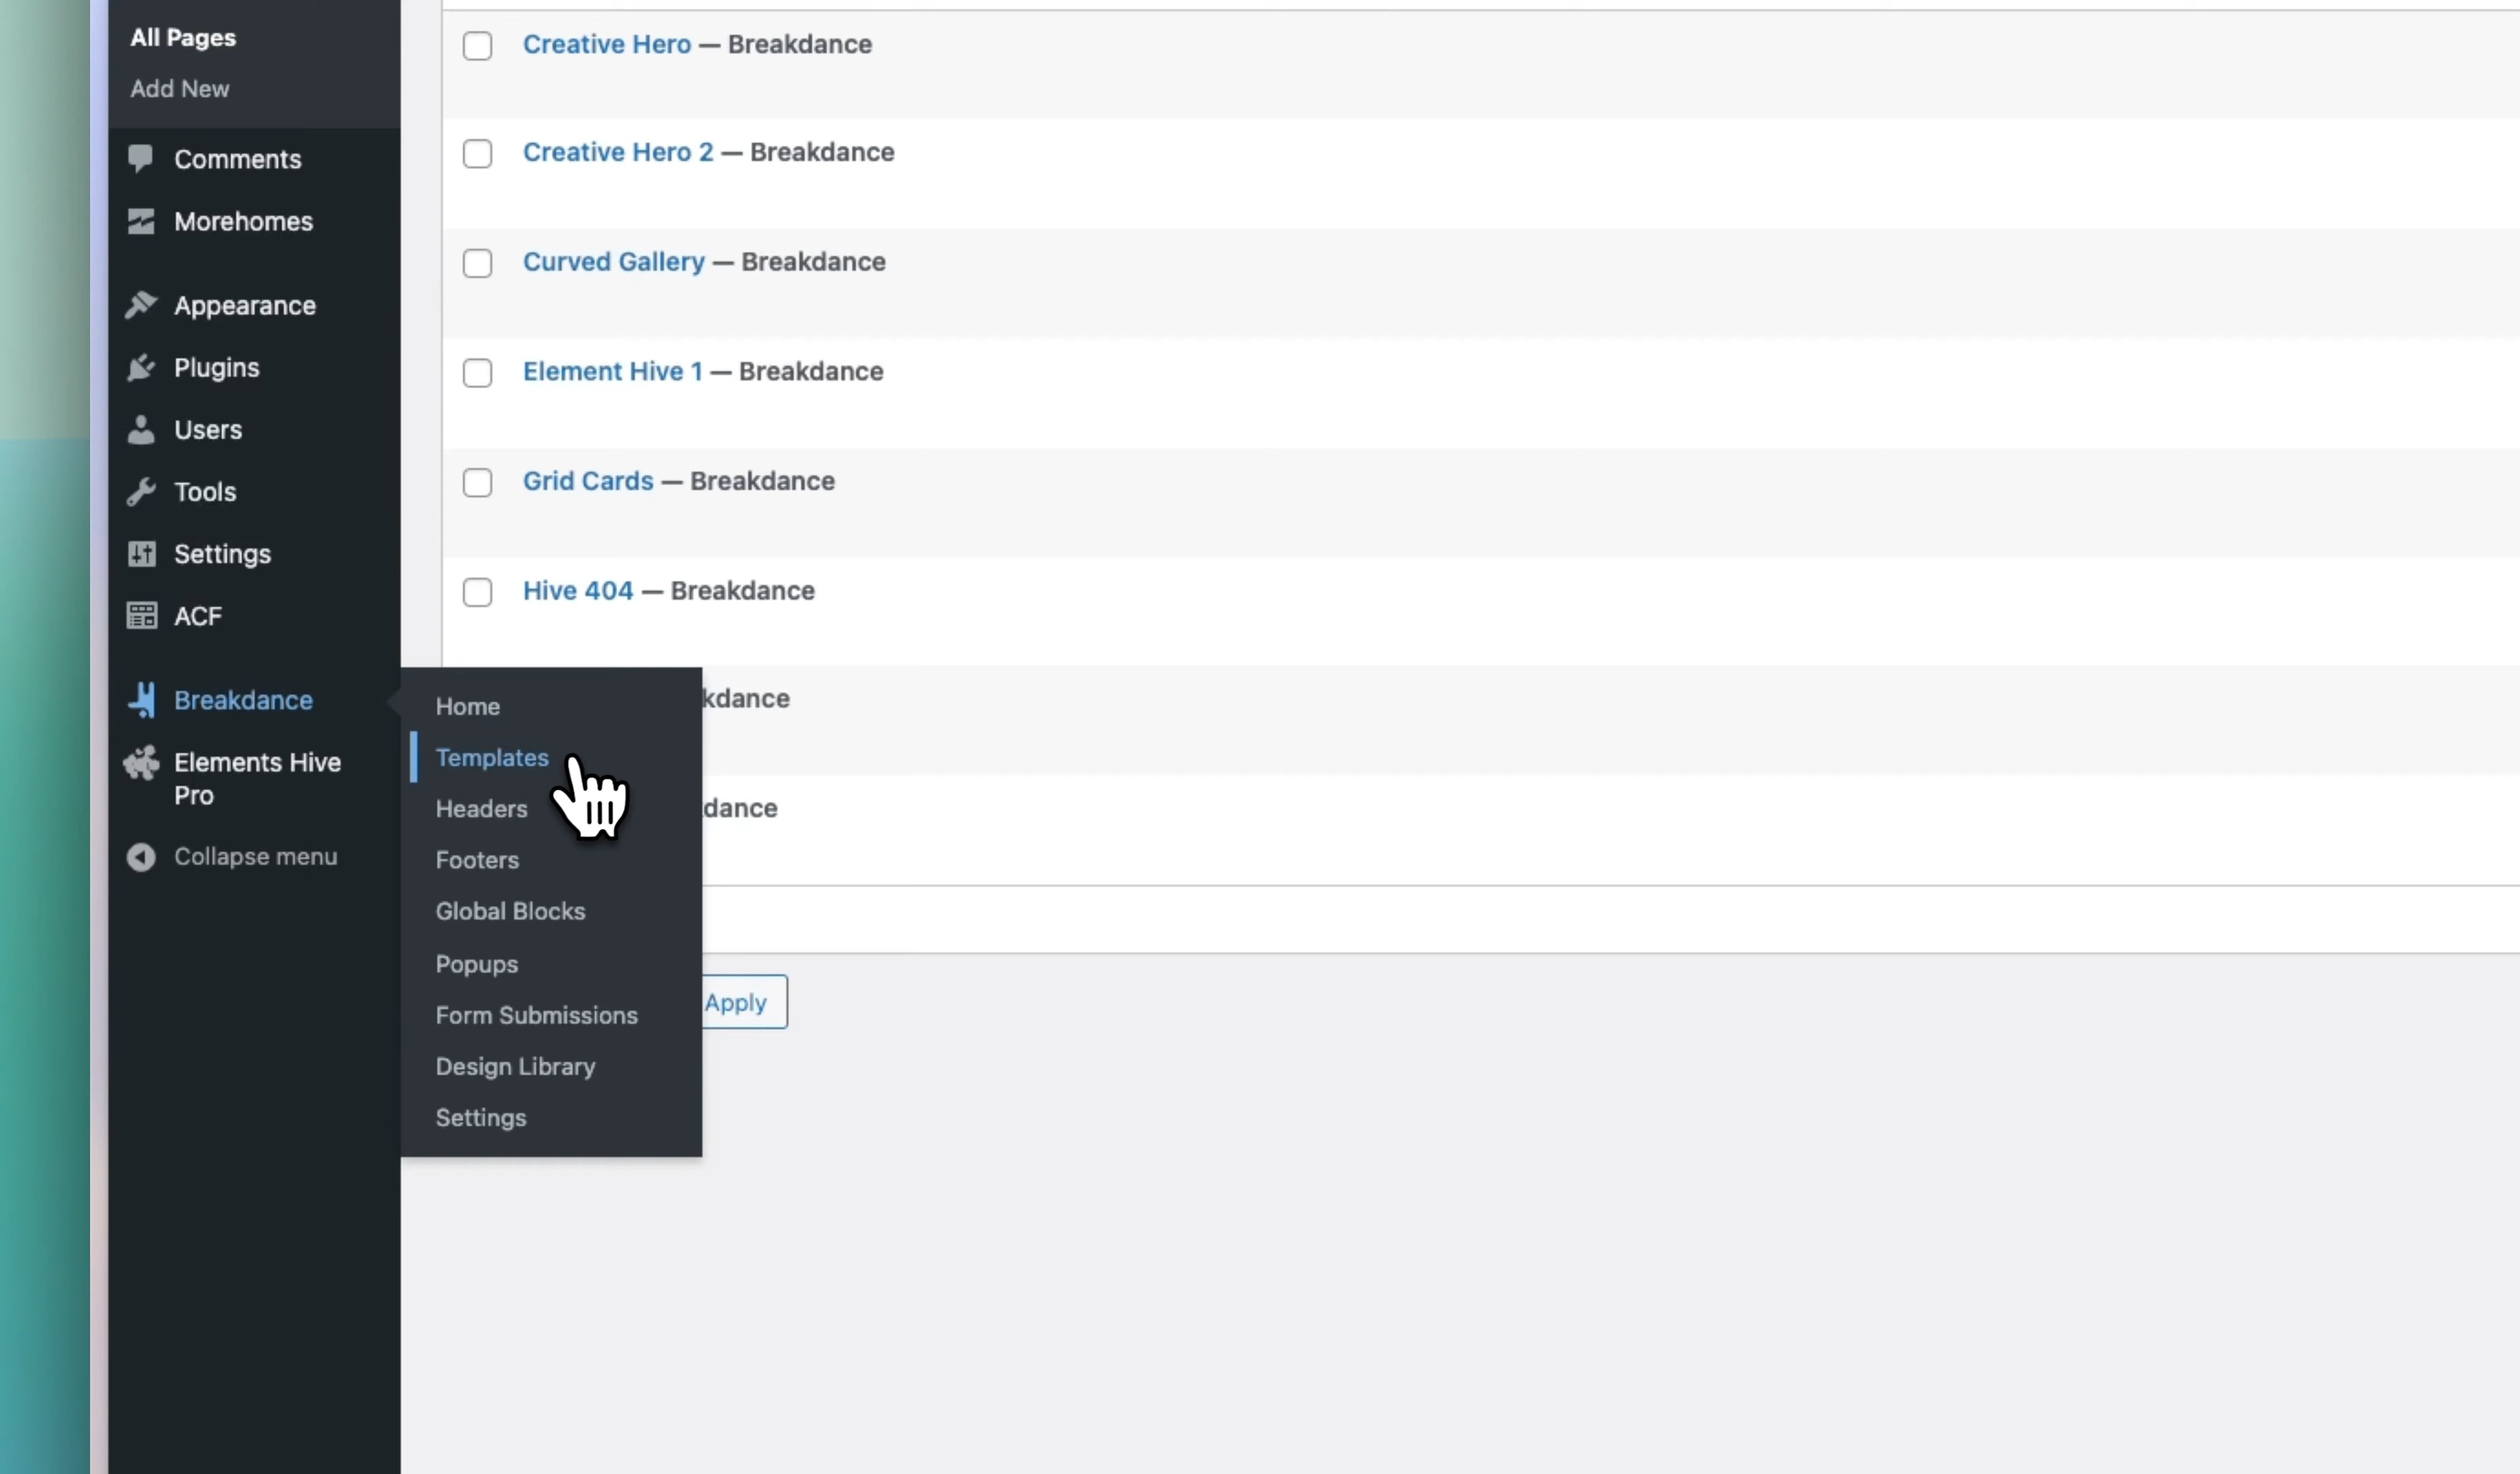 All Pages
Add New
Comments
Morehomes
Appearance
Plugins
Users
Tools
Settings
ACF
Breakdance
Elements Hive
Pro
Collapse menu
Home
Templates
Headers
Footers
Global Blocks
Popups
Form Submissions
Design Library
Settings
Creative Hero — Breakdance
Creative Hero 2 — Breakdance
Curved Gallery — Breakdance
Element Hive 1 — Breakdance
Grid Cards — Breakdance
Hive 404 — Breakdance
kdance
dance
Apply